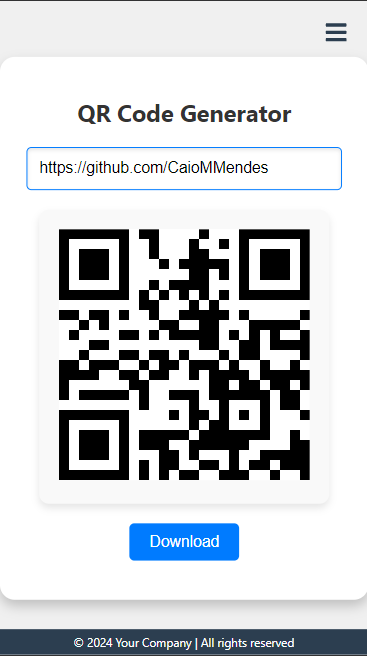 QR Code Generator
https://github.com/CaioMMendes
Download
© 2024 Your Company | All rights reserved